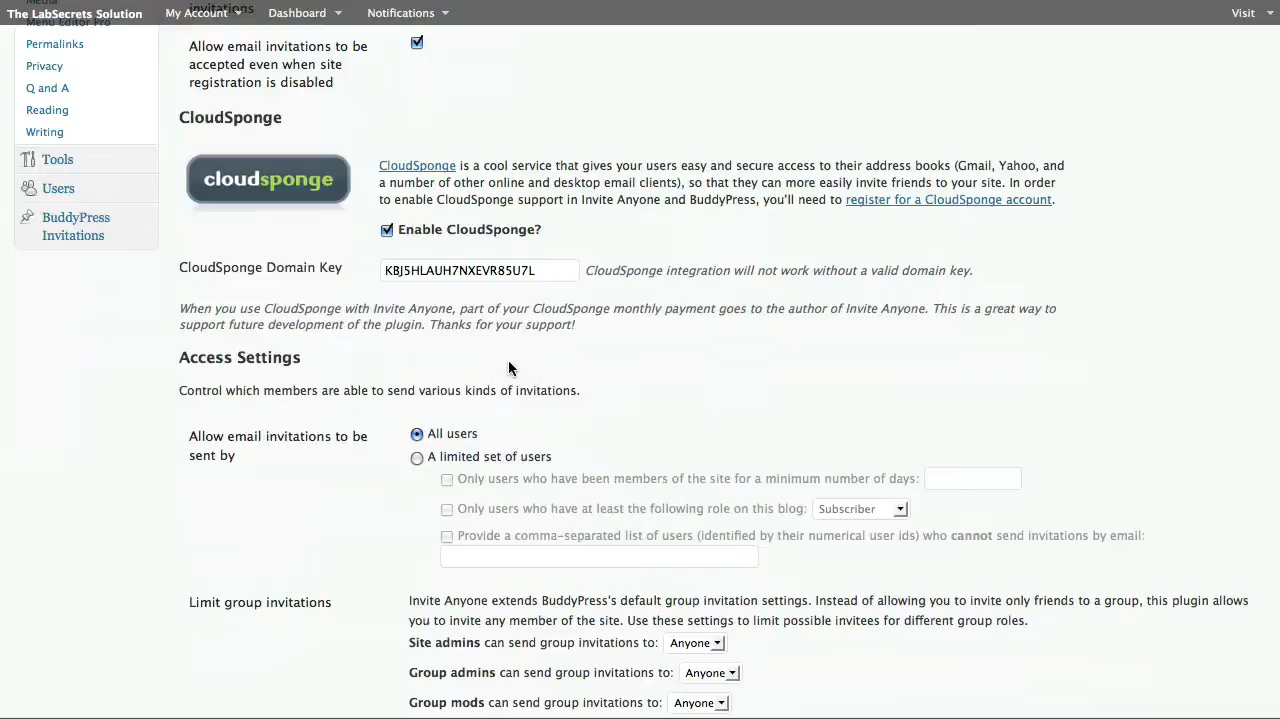 The LabSecrets Solution My Account Dashboard Notifications Visit
Media
Menu Editor Pro
Permalinks
Privacy
Q and A
Reading
Writing
Tools
Users
BuddyPress
Invitations
invitations
Allow email invitations to be
accepted even when site
registration is disabled
CloudSponge
cloudsponge
CloudSponge is a cool service that gives your users easy and secure access to their address books (Gmail, Yahoo, and
a number of other online and desktop email clients), so that they can more easily invite friends to your site. In order
to enable CloudSponge support in Invite Anyone and BuddyPress, you'll need to register for a CloudSponge account.
Enable CloudSponge?
CloudSponge Domain Key KBJ5HLAUH7NXEVR85U7L CloudSponge integration will not work without a valid domain key.
When you use CloudSponge with Invite Anyone, part of your CloudSponge monthly payment goes to the author of Invite Anyone. This is a great way to
support future development of the plugin. Thanks for your support!
Access Settings
Control which members are able to send various kinds of invitations.
Allow email invitations to be
sent by
All users
A limited set of users
Only users who have been members of the site for a minimum number of days:
Only users who have at least the following role on this blog: Subscriber
Provide a comma-separated list of users (identified by their numerical user ids) who cannot send invitations by email:
Limit group invitations
Invite Anyone extends BuddyPress's default group invitation settings. Instead of allowing you to invite only friends to a group, this plugin allows
you to invite any member of the site. Use these settings to limit possible invitees for different group roles.
Site admins can send group invitations to: Anyone
Group admins can send group invitations to: Anyone
Group mods can send group invitations to: Anyone